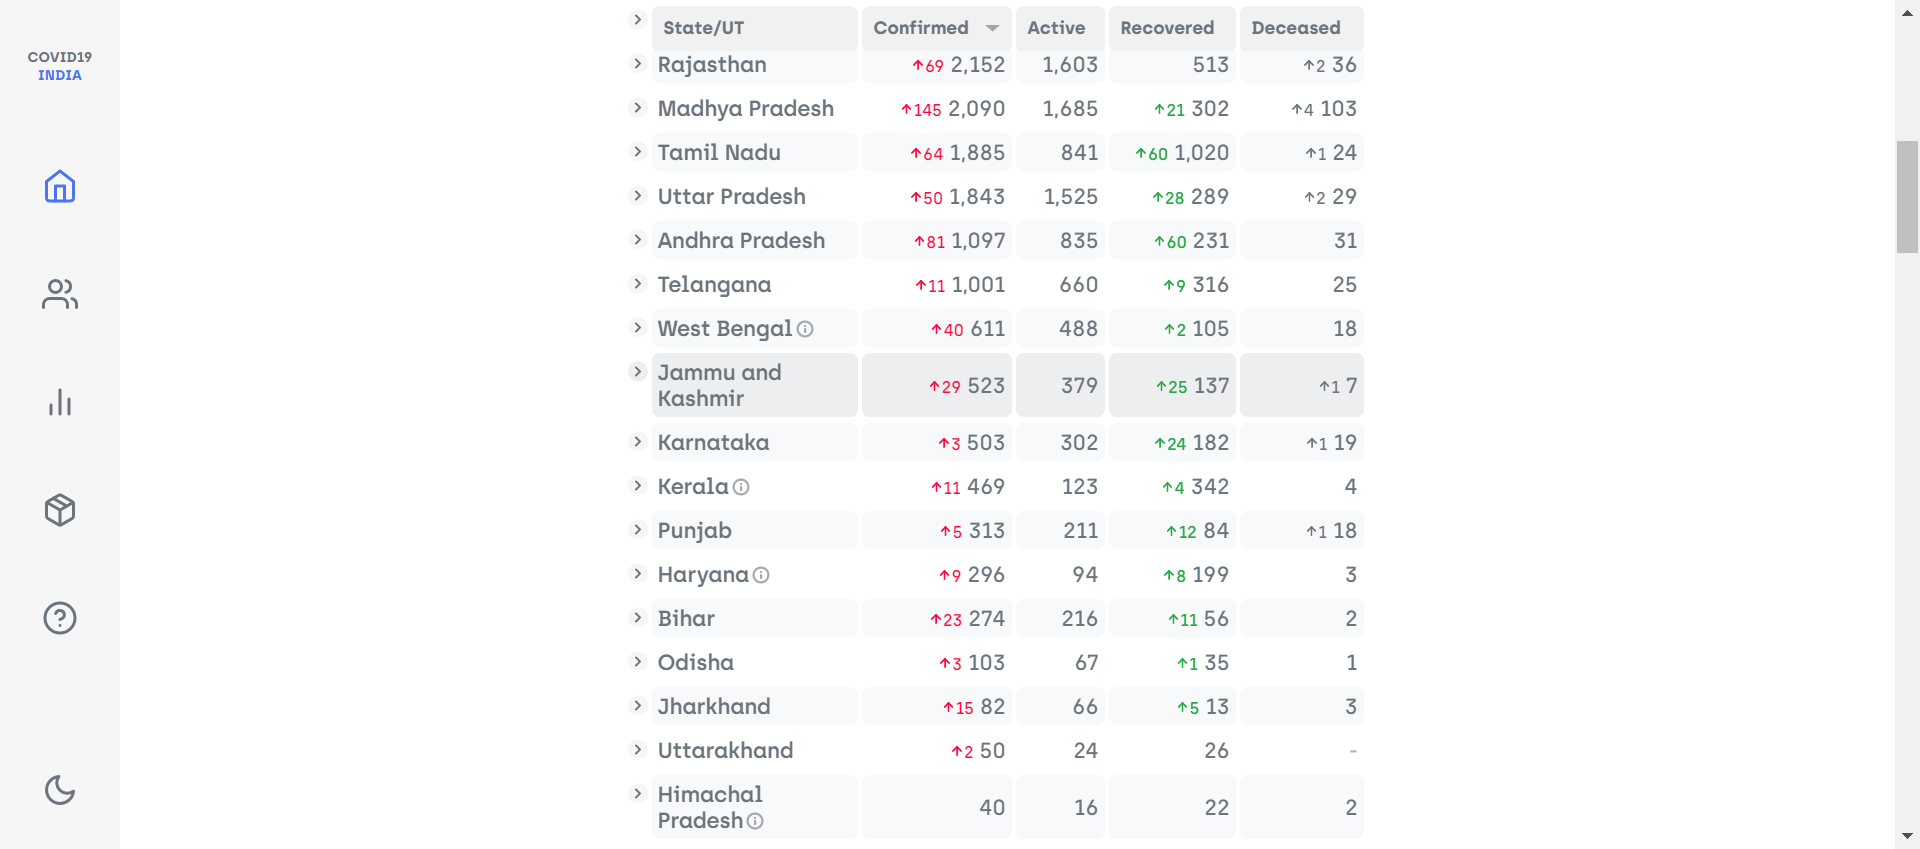 COVID19
INDIA
State/UT Confirmed Active Recovered Deceased
Rajasthan ↑69 2,152 1,603 513 ↑2 36
Madhya Pradesh ↑145 2,090 1,685 ↑21 302 ↑4 103
Tamil Nadu ↑64 1,885 841 ↑60 1,020 ↑1 24
Uttar Pradesh ↑50 1,843 1,525 ↑28 289 ↑2 29
Andhra Pradesh ↑81 1,097 835 ↑60 231 31
Telangana ↑11 1,001 660 ↑9 316 25
West Bengal ↑40 611 488 ↑2 105 18
Jammu and
Kashmir ↑29 523 379 ↑25 137 ↑1 7
Karnataka ↑3 503 302 ↑24 182 ↑1 19
Kerala ↑11 469 123 ↑4 342 4
Punjab ↑5 313 211 ↑12 84 ↑1 18
Haryana ↑9 296 94 ↑8 199 3
Bihar ↑23 274 216 ↑11 56 2
Odisha ↑3 103 67 ↑1 35 1
Jharkhand ↑15 82 66 ↑5 13 3
Uttarakhand ↑2 50 24 26 -
Himachal
Pradesh 40 16 22 2